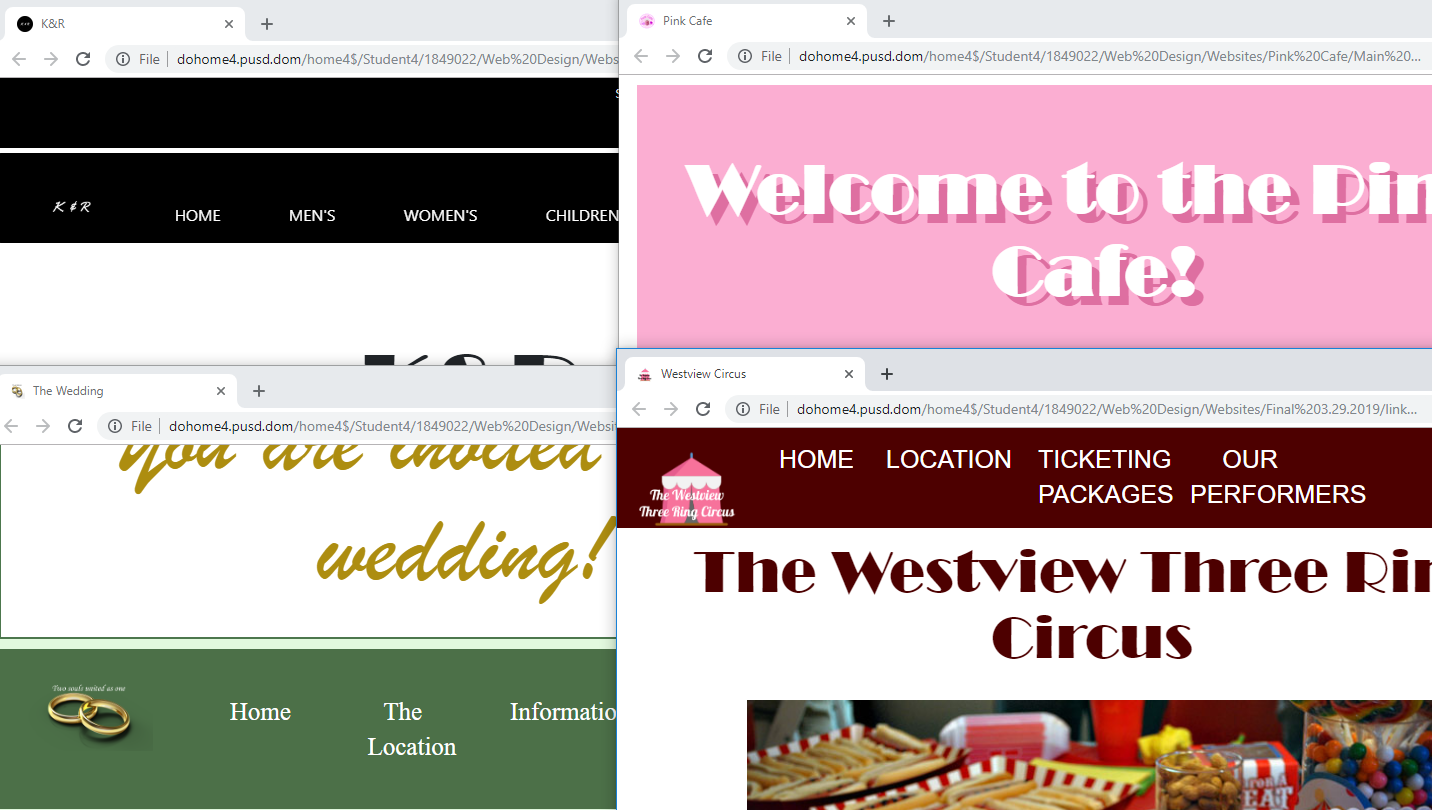 K&R
File dohome4.pusd.dom/home4$/Student4/1849022/Web%20Design/Webs
K & R
HOME MEN'S WOMEN'S CHILDREN
K&R
Pink Cafe
File dohome4.pusd.dom/home4$/Student4/1849022/Web%20Design/Websites/Pink%20Cafe/Main%20...
Welcome to the Pin
Cafe!
The Wedding
File dohome4.pusd.dom/home4$/Student4/1849022/Web%20Design/Websi
you are invited
wedding!
Two souls united as one
Home The Informatio
Location
Westview Circus
File dohome4.pusd.dom/home4$/Student4/1849022/Web%20Design/Websites/Final%203.29.2019/link...
The Westview
Three Ring Circus
HOME LOCATION TICKETING OUR
PACKAGES PERFORMERS
The Westview Three Rin
Circus
EAT